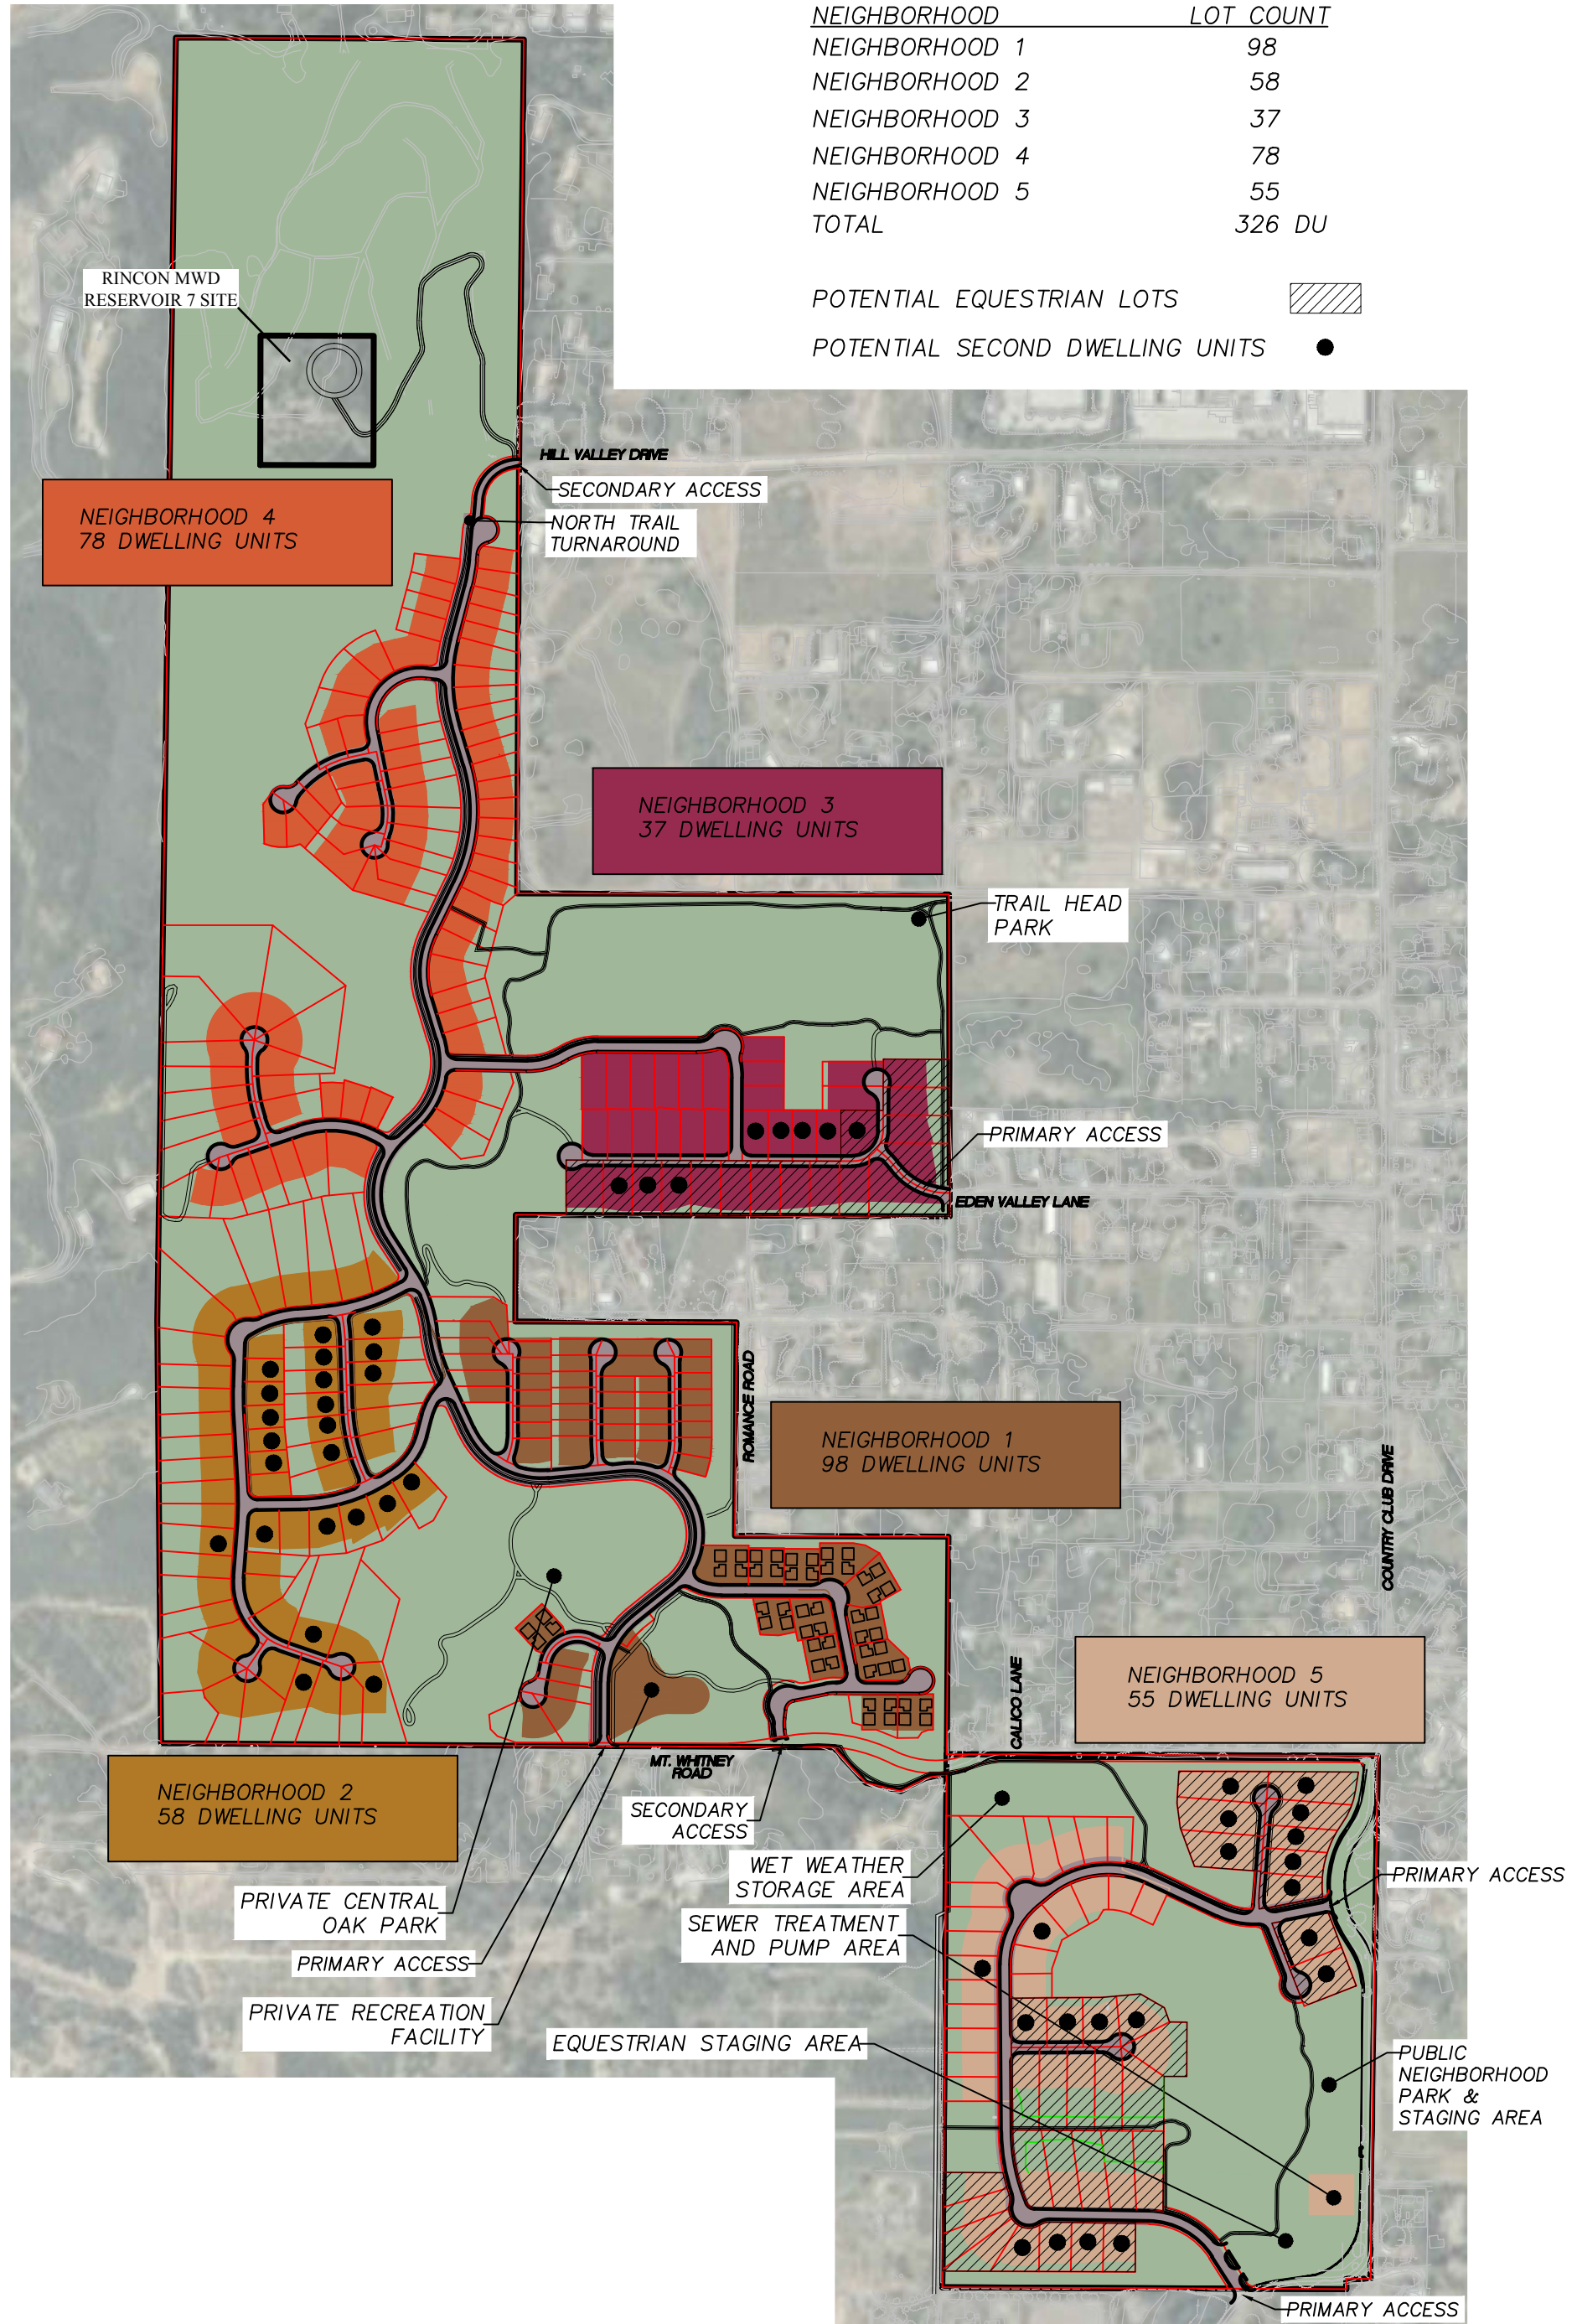 NEIGHBORHOOD LOT COUNT
NEIGHBORHOOD 1 98
NEIGHBORHOOD 2 58
NEIGHBORHOOD 3 37
NEIGHBORHOOD 4 78
NEIGHBORHOOD 5 55
TOTAL 326 DU
POTENTIAL EQUESTRIAN LOTS
POTENTIAL SECOND DWELLING UNITS
RINCON MWD
RESERVOIR 7 SITE
HILL VALLEY DRIVE
SECONDARY ACCESS
NORTH TRAIL
TURNAROUND
NEIGHBORHOOD 4
78 DWELLING UNITS
NEIGHBORHOOD 3
37 DWELLING UNITS
TRAIL HEAD
PARK
PRIMARY ACCESS
EDEN VALLEY LANE
ROMANCE ROAD
NEIGHBORHOOD 1
98 DWELLING UNITS
COUNTRY CLUB DRIVE
CALICO LANE
NEIGHBORHOOD 5
55 DWELLING UNITS
MT. WHITNEY
ROAD
NEIGHBORHOOD 2
58 DWELLING UNITS
SECONDARY
ACCESS
WET WEATHER
STORAGE AREA
PRIMARY ACCESS
PRIVATE CENTRAL
OAK PARK
SEWER TREATMENT
AND PUMP AREA
PRIMARY ACCESS
PRIVATE RECREATION
FACILITY
EQUESTRIAN STAGING AREA
PUBLIC
NEIGHBORHOOD
PARK &
STAGING AREA
PRIMARY ACCESS